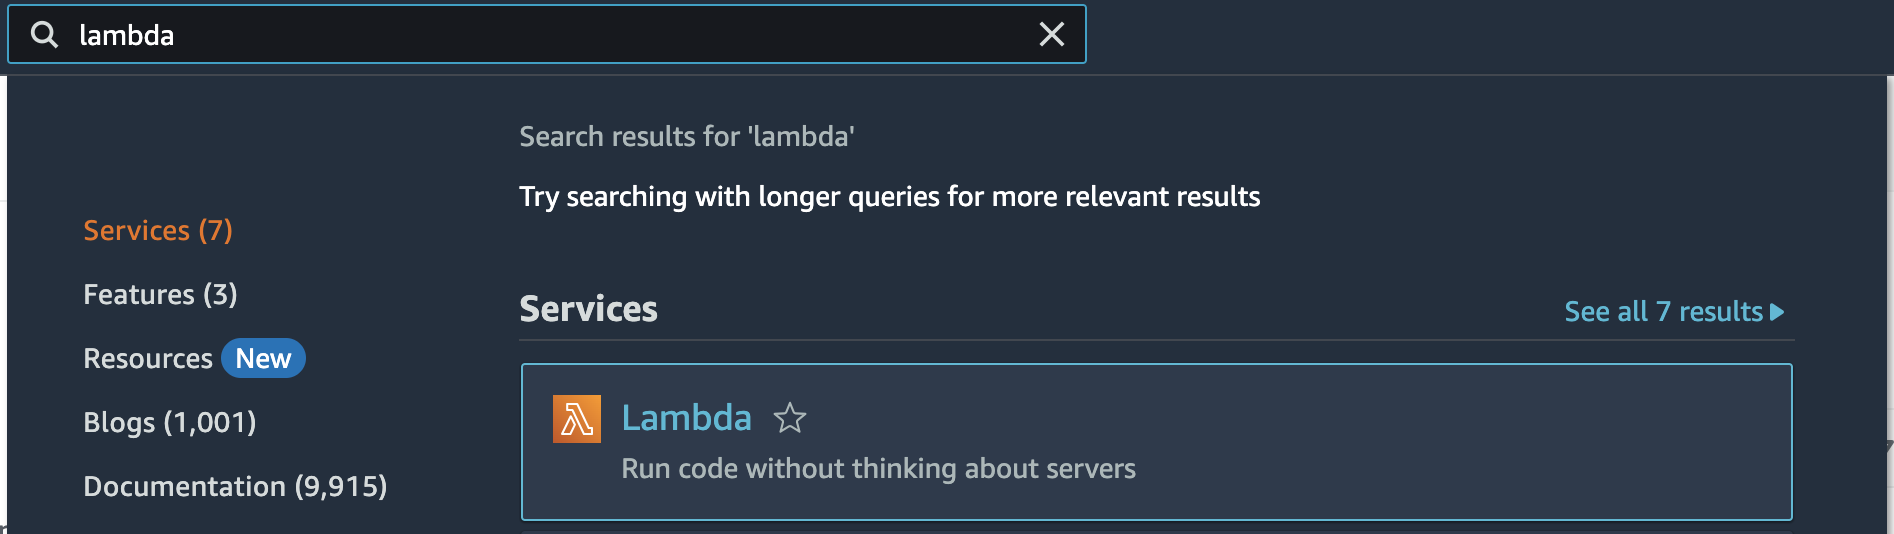 lambda
Search results for 'lambda'
Try searching with longer queries for more relevant results
Services (7)
Features (3)
Resources New
Blogs (1,001)
Documentation (9,915)
Services
See all 7 results
Lambda
Run code without thinking about servers